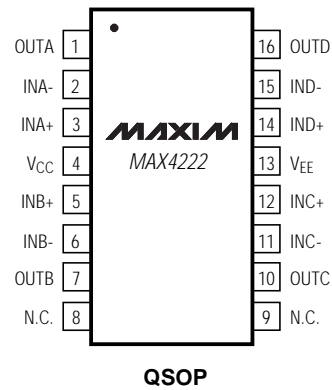 OUTA 1 16 OUTD
INA- 2 15 IND-
INA+ 3 MAXIM 14 IND+
VCC 4 MAX4222 13 VEE
INB+ 5 12 INC+
INB- 6 11 INC-
OUTB 7 10 OUTC
N.C. 8 9 N.C.
QSOP